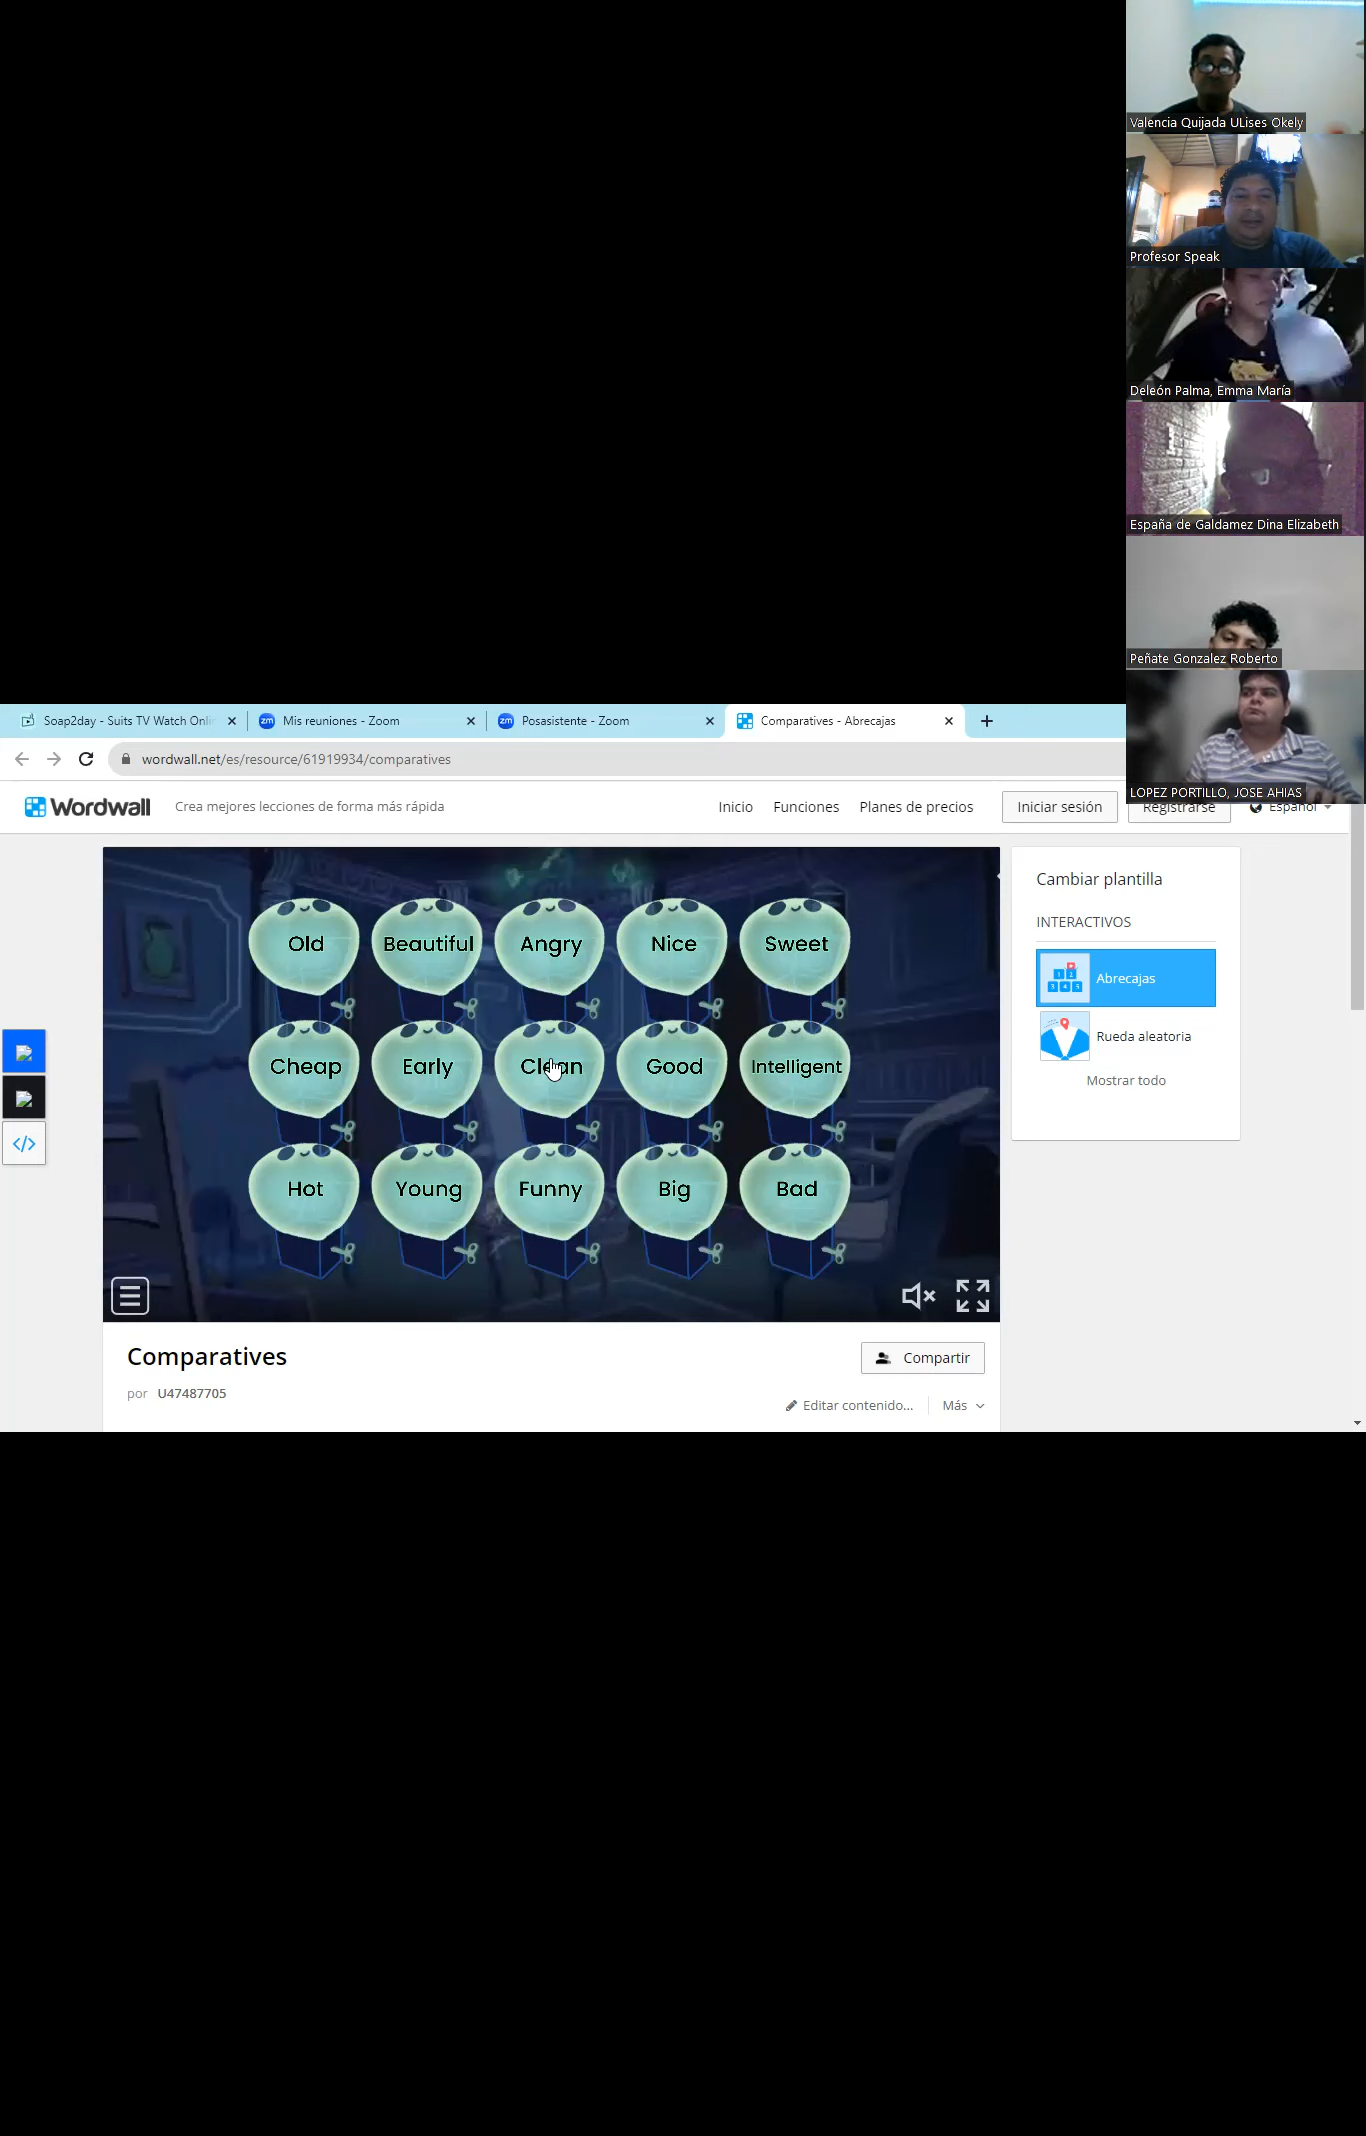 Valencia Quijada ULises Okely
Profesor Speak
Deleón Palma, Emma María
España de Galdamez Dina Elizabeth
Peñate Gonzalez Roberto
LOPEZ PORTILLO, JOSE AHIAS
Soap2day - Suits TV Watch Onli
zm Mis reuniones - Zoom
zm Posasistente - Zoom
Comparatives - Abrecajas
wordwall.net/es/resource/61919934/comparatives
Wordwall Crea mejores lecciones de forma más rápida Inicio Funciones Planes de precios Iniciar sesión Registrarse Español
Old Beautiful Angry Nice Sweet
Cheap Early Clean Good Intelligent
Hot Young Funny Big Bad
Cambiar plantilla
INTERACTIVOS
Abrecajas
Rueda aleatoria
Mostrar todo
</>
Comparatives
Compartir
por U47487705
Editar contenido... Más